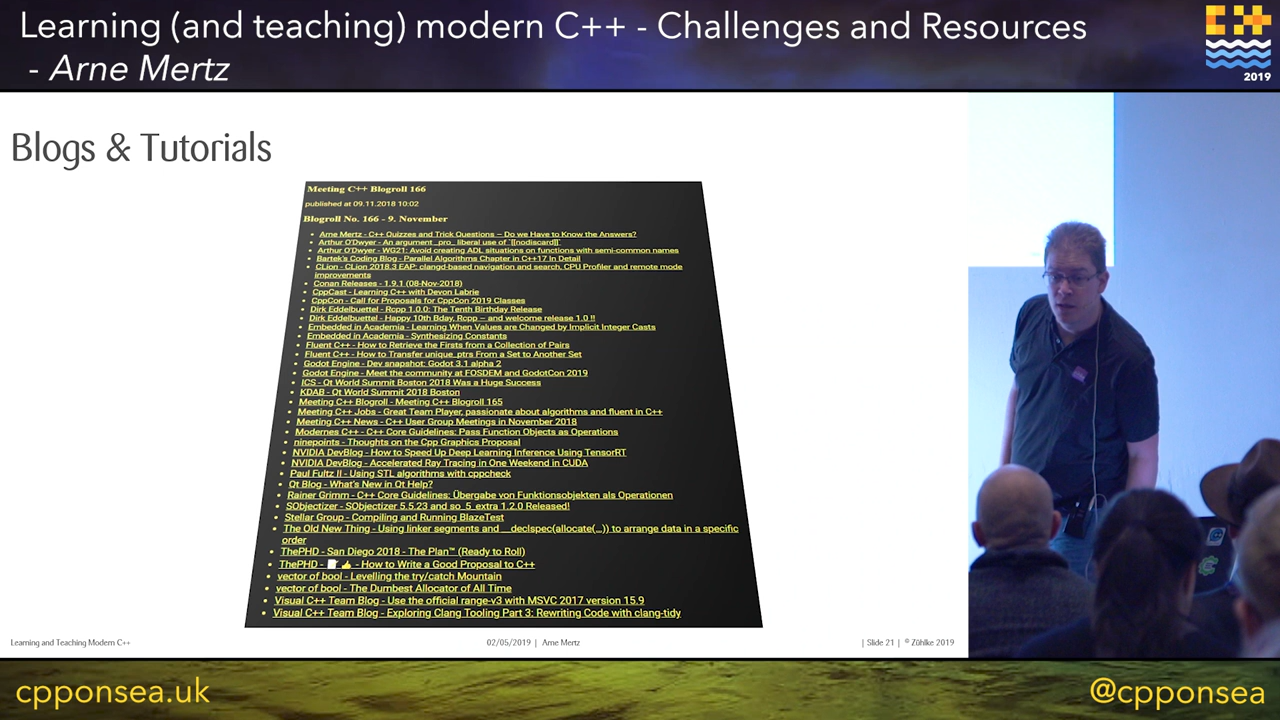 Learning (and teaching) modern C++ - Challenges and Resources
- Arne Mertz
2019
Blogs & Tutorials
Meeting C++ Blogroll 166
published at 09.11.2018 10:02
Blogroll No. 166 - 9. November
• Arne Mertz - C++ Quizzes and Trick Questions – Do we Have to Know the Answers?
• Arthur O'Dwyer - An argument _pro_ liberal use of `[[nodiscard]]`
• Arthur O'Dwyer - WG21: Avoid creating ADL situations on functions with semi-common names
• Bartek's Coding Blog - Parallel Algorithms Chapter in C++17 In Detail
• CLion - CLion 2018.3 EAP: clangd-based navigation and search, CPU Profiler and remote mode
improvements
• Conan Releases - 1.9.1 (08-Nov-2018)
• CppCast - Learning C++ with Devon Labrie
• CppCon - Call for Proposals for CppCon 2019 Classes
• Dirk Eddelbuettel - Rcpp 1.0.0: The Tenth Birthday Release
• Dirk Eddelbuettel - Happy 10th Bday, Rcpp – and welcome release 1.0 !!
• Embedded in Academia - Learning When Values are Changed by Implicit Integer Casts
• Embedded in Academia - Synthesizing Constants
• Fluent C++ - How to Retrieve the Firsts from a Collection of Pairs
• Fluent C++ - How to Transfer unique_ptrs From a Set to Another Set
• Godot Engine - Dev snapshot: Godot 3.1 alpha 2
• Godot Engine - Meet the community at FOSDEM and GodotCon 2019
• ICS - Qt World Summit Boston 2018 Was a Huge Success
• KDAB - Qt World Summit 2018 Boston
• Meeting C++ Blogroll - Meeting C++ Blogroll 165
• Meeting C++ Jobs - Great Team Player, passionate about algorithms and fluent in C++
• Meeting C++ News - C++ User Group Meetings in November 2018
• Modernes C++ - C++ Core Guidelines: Pass Function Objects as Operations
• ninepoints - Thoughts on the Cpp Graphics Proposal
• NVIDIA DevBlog - How to Speed Up Deep Learning Inference Using TensorRT
• NVIDIA DevBlog - Accelerated Ray Tracing in One Weekend in CUDA
• Paul Fultz II - Using STL algorithms with cppcheck
• Qt Blog - What's New in Qt Help?
• Rainer Grimm - C++ Core Guidelines: Übergabe von Funktionsobjekten als Operationen
• SObjectizer - SObjectizer 5.5.23 and so_5_extra 1.2.0 Released!
• Stellar Group - Compiling and Running BlazeTest
• The Old New Thing - Using linker segments and __declspec(allocate(…)) to arrange data in a specific
order
• ThePHD - San Diego 2018 - The Plan™ (Ready to Roll)
• ThePHD - 📝 👍 - How to Write a Good Proposal to C++
• vector of bool - Levelling the try/catch Mountain
• vector of bool - The Dumbest Allocator of All Time
• Visual C++ Team Blog - Use the official range-v3 with MSVC 2017 version 15.9
• Visual C++ Team Blog - Exploring Clang Tooling Part 3: Rewriting Code with clang-tidy
Learning and Teaching Modern C++
02/05/2019 | Arne Mertz
| Slide 21 | © Zühlke 2019
cpponsea.uk
@cpponsea